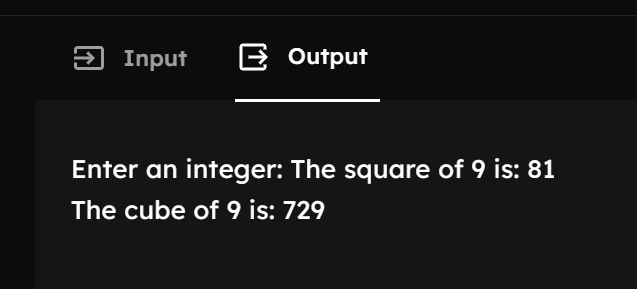 Input Output
Enter an integer: The square of 9 is: 81
The cube of 9 is: 729